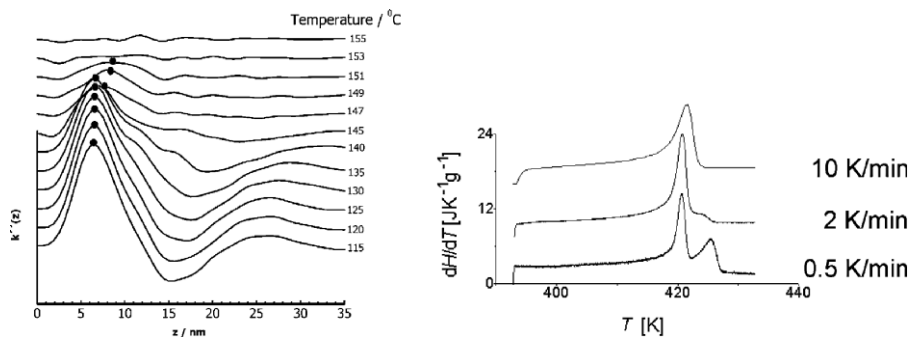 Temperature / ⁰C
155
153
151
149
147
145
140
135
130
125
120
115
k´´(z)
0 5 10 15 20 25 30 35
z / nm
24
12
0
dH/dT [JK⁻¹g⁻¹]
10 K/min
2 K/min
0.5 K/min
400 420 440
T [K]